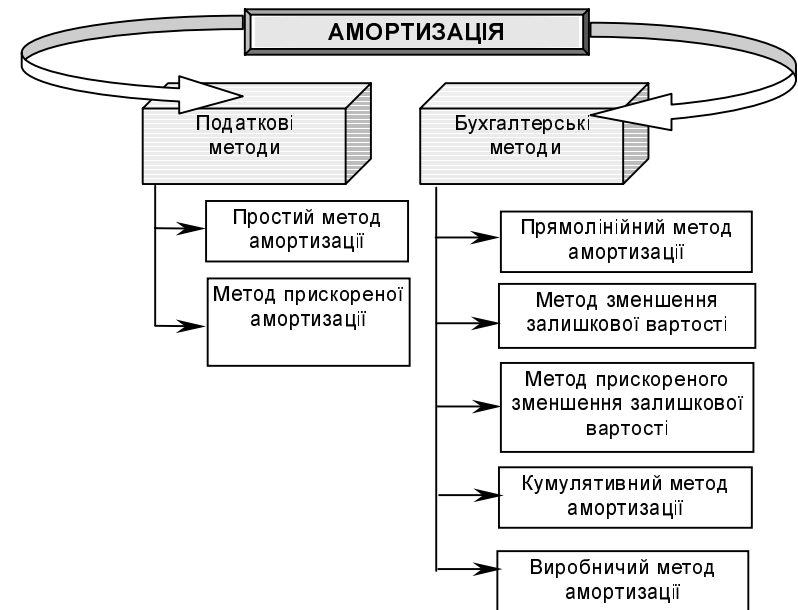 АМОРТИЗАЦІЯ
Податкові
методи
Бухгалтерські
методи
Простий метод
амортизації
Метод прискореної
амортизації
Прямолінійний метод
амортизації
Метод зменшення
залишкової вартості
Метод прискореного
зменшення залишкової
вартості
Кумулятивний метод
амортизації
Виробничий метод
амортизації